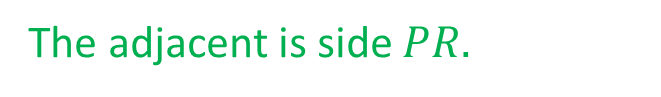 The adjacent is side PR.